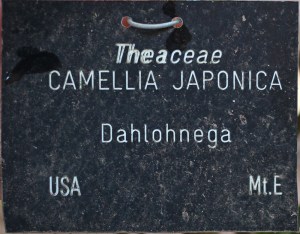 Theaceae
CAMELLIA JAPONICA
Dahlohnega
USA Mt.E